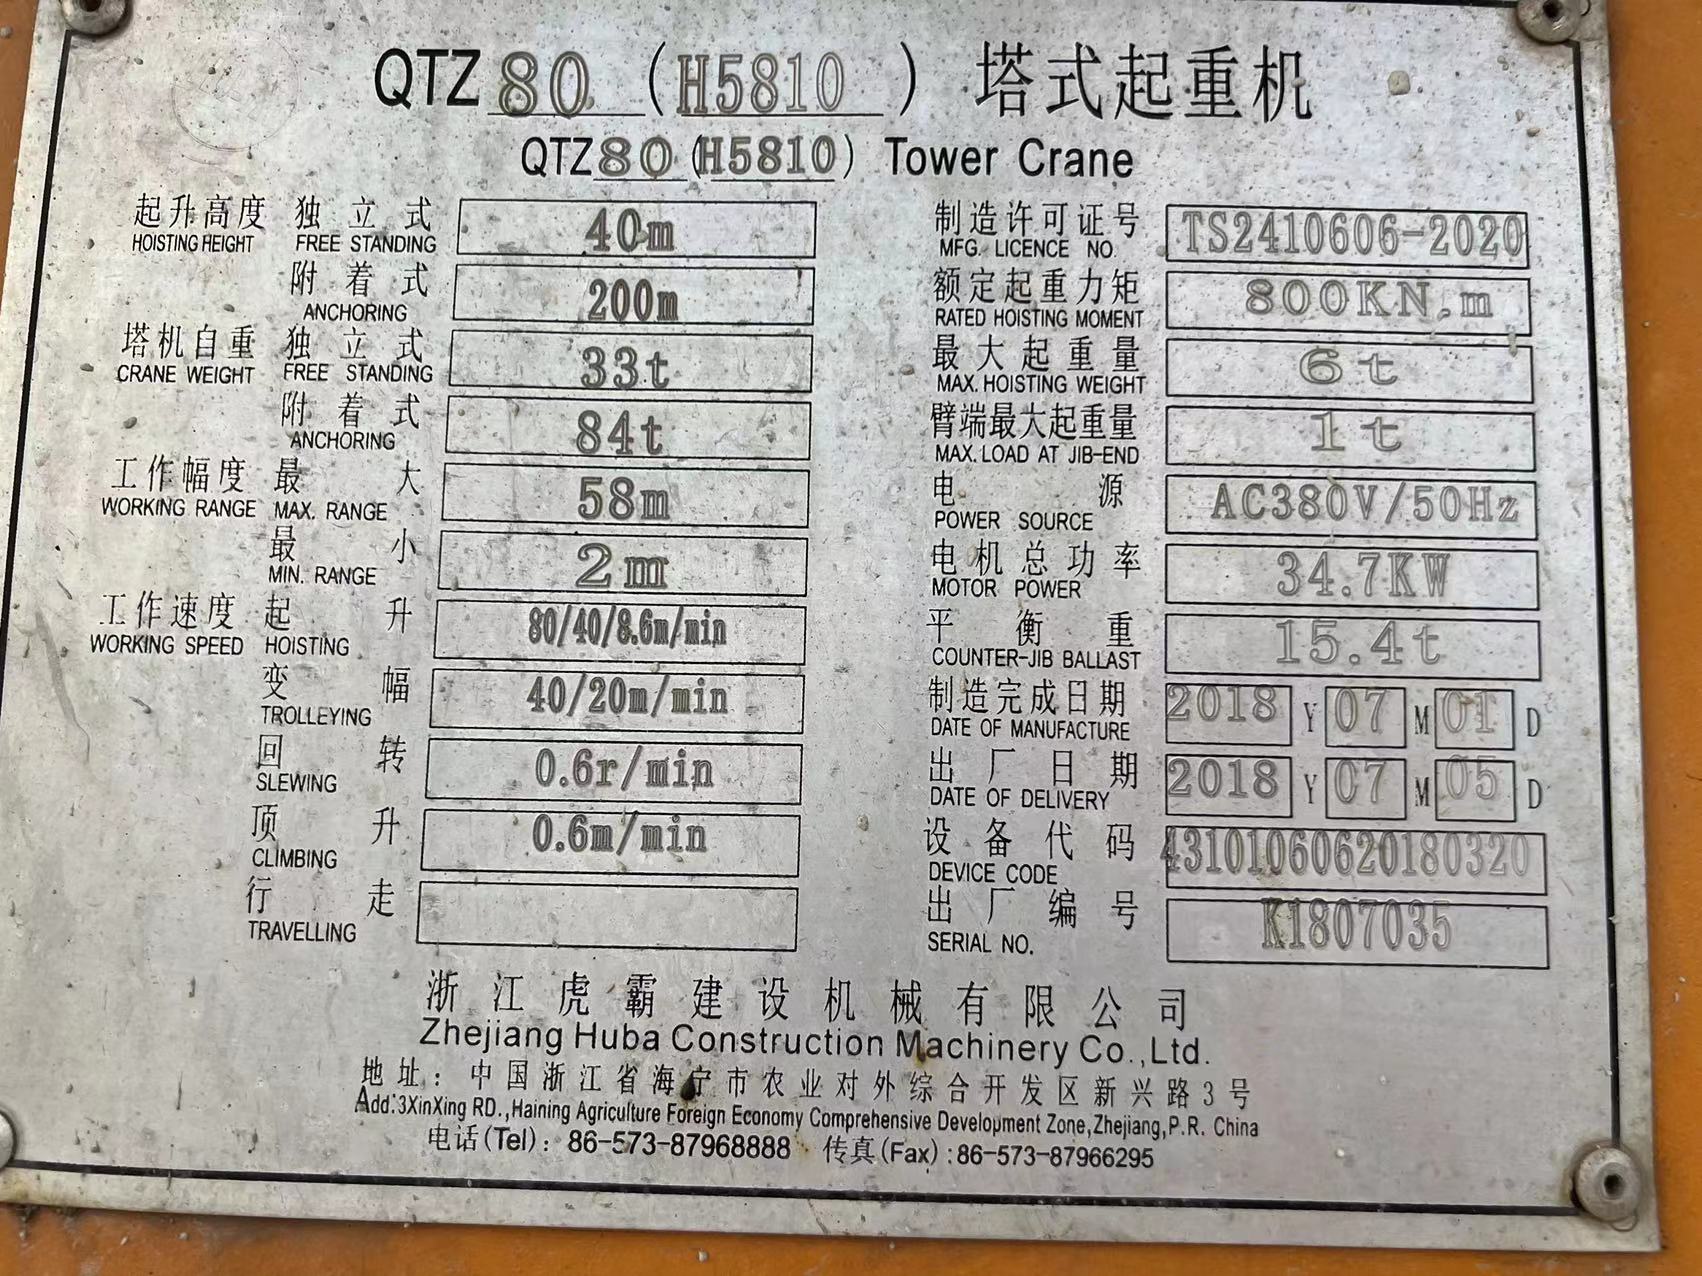 QTZ 80 (H5810) 塔式起重机
QTZ80(H5810) Tower Crane
起升高度 独立式 40m
HOISTING HEIGHT FREE STANDING
附着式 200m
ANCHORING
塔机自重 独立式 33t
CRANE WEIGHT FREE STANDING
附着式 84t
ANCHORING
工作幅度 最大 58m
WORKING RANGE MAX. RANGE
最小 2m
MIN. RANGE
工作速度 起升 80/40/8.6m/min
WORKING SPEED HOISTING
变幅 40/20m/min
TROLLEYING
回转 0.6r/min
SLEWING
顶升 0.6m/min
CLIMBING
行走
TRAVELLING
制造许可证号 TS2410606-2020
MFG. LICENCE NO.
额定起重力矩 800KN.m
RATED HOISTING MOMENT
最大起重量 6t
MAX. HOISTING WEIGHT
臂端最大起重量 1t
MAX. LOAD AT JIB-END
电源 AC380V/50Hz
POWER SOURCE
电机总功率 34.7KW
MOTOR POWER
平衡重 15.4t
COUNTER-JIB BALLAST
制造完成日期 2018 Y 07 M 01 D
DATE OF MANUFACTURE
出厂日期 2018 Y 07 M 05 D
DATE OF DELIVERY
设备代码 43101060620180320
DEVICE CODE
出厂编号 K1807035
SERIAL NO.
浙江虎霸建设机械有限公司
Zhejiang Huba Construction Machinery Co.,Ltd.
地址：中国浙江省海宁市农业对外综合开发区新兴路3号
Add:3XinXing RD.,Haining Agriculture Foreign Economy Comprehensive Development Zone,Zhejiang,P.R. China
电话(Tel)：86-573-87968888 传真(Fax):86-573-87966295